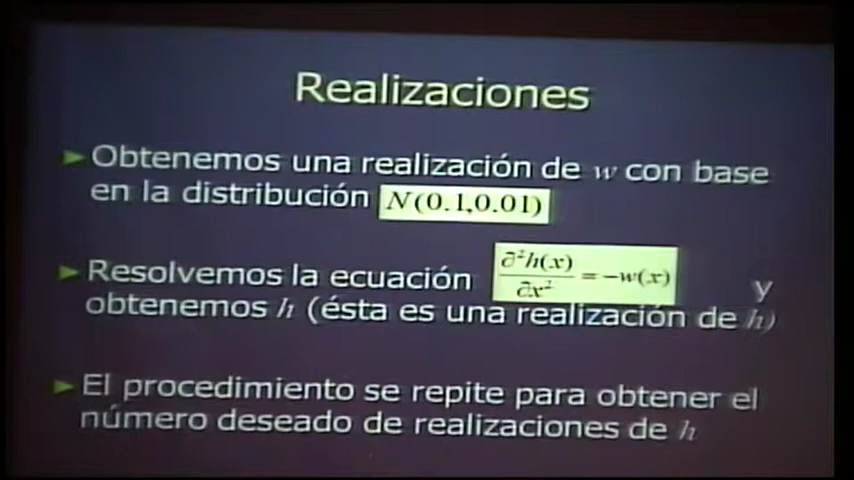 Realizaciones
Obtenemos una realización de w con base
en la distribución N(0.1,0.01)
Resolvemos la ecuación ∂²h(x)/∂x² = -w(x) y
obtenemos h (ésta es una realización de h)
El procedimiento se repite para obtener el
número deseado de realizaciones de h